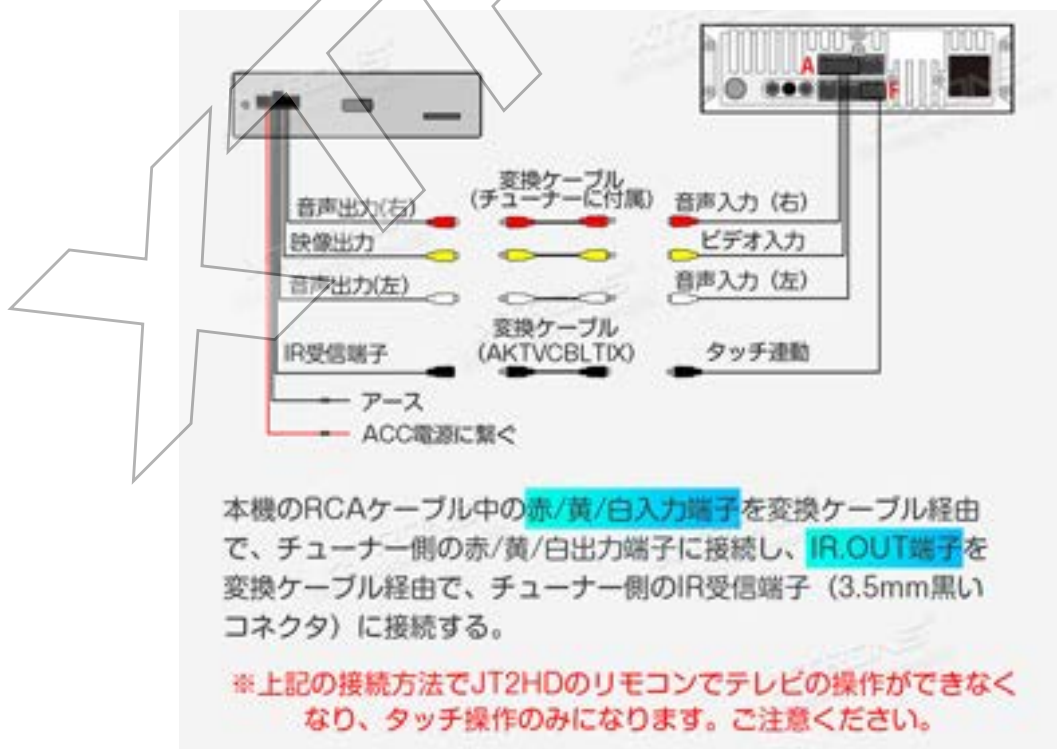 A
F
変換ケーブル
(チューナーに付属)
音声出力(右)
音声入力（右）
映像出力
ビデオ入力
音声出力(左)
音声入力（左）
変換ケーブル
(AKTVCBLTIX)
IR受信端子
タッチ連動
アース
ACC電源に繋ぐ
本機のRCAケーブル中の赤/黄/白入力端子を変換ケーブル経由
で、チューナー側の赤/黄/白出力端子に接続し、IR.OUT端子を
変換ケーブル経由で、チューナー側のIR受信端子（3.5mm黒い
コネクタ）に接続する。
※上記の接続方法でJT2HDのリモコンでテレビの操作ができなく
なり、タッチ操作のみになります。ご注意ください。